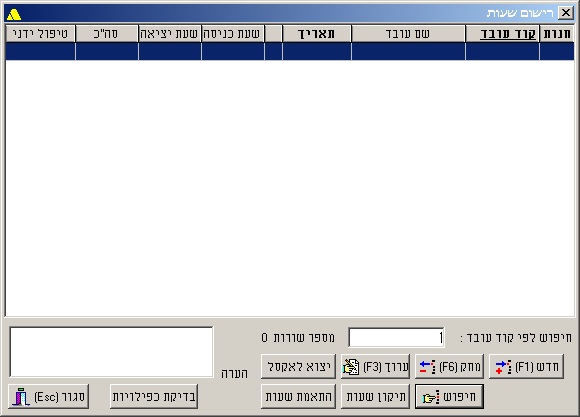 רישום שעות
חנות קוד עובד שם עובד תאריך שעת כניסה שעת יציאה סה"כ טיפול ידני
חיפוש לפי קוד עובד : 1 מספר שורות 0
הערה
חדש (F1) מחק (F6) ערוך (F3) יצוא לאקסל
חיפוש תיקון שעות התאמת שעות בדיקת כפילויות סגור (Esc)